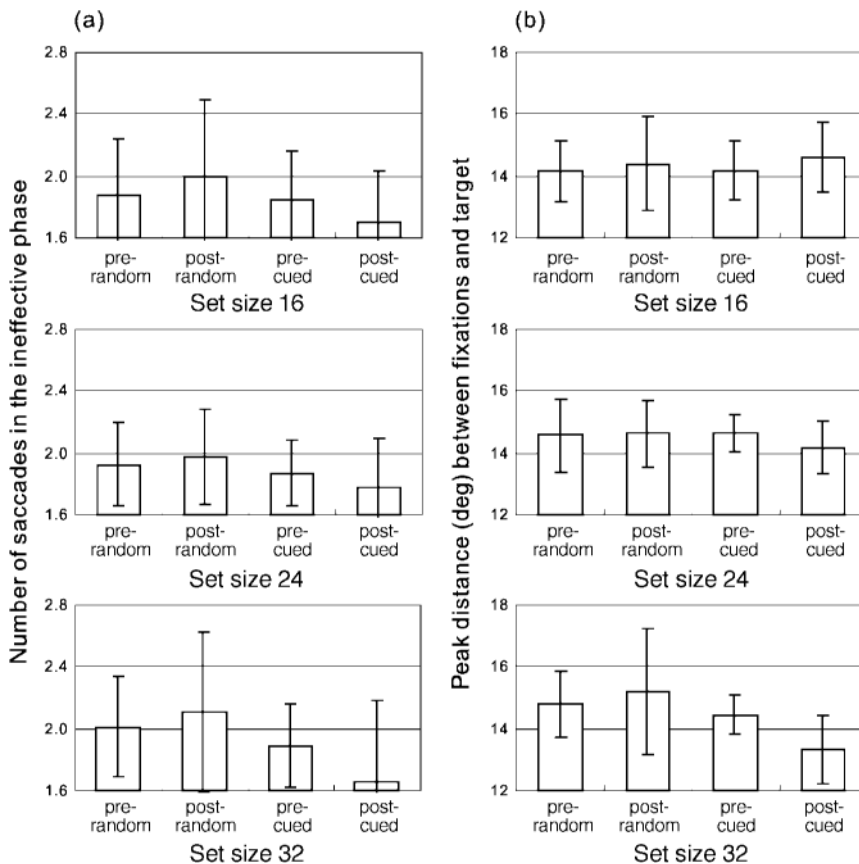 (a)
Number of saccades in the ineffective phase
2.8
2.4
2.0
1.6
pre-random
post-random
pre-cued
post-cued
Set size 16
2.8
2.4
2.0
1.6
pre-random
post-random
pre-cued
post-cued
Set size 24
2.8
2.4
2.0
1.6
pre-random
post-random
pre-cued
post-cued
Set size 32
(b)
Peak distance (deg) between fixations and target
18
16
14
12
pre-random
post-random
pre-cued
post-cued
Set size 16
18
16
14
12
pre-random
post-random
pre-cued
post-cued
Set size 24
18
16
14
12
pre-random
post-random
pre-cued
post-cued
Set size 32